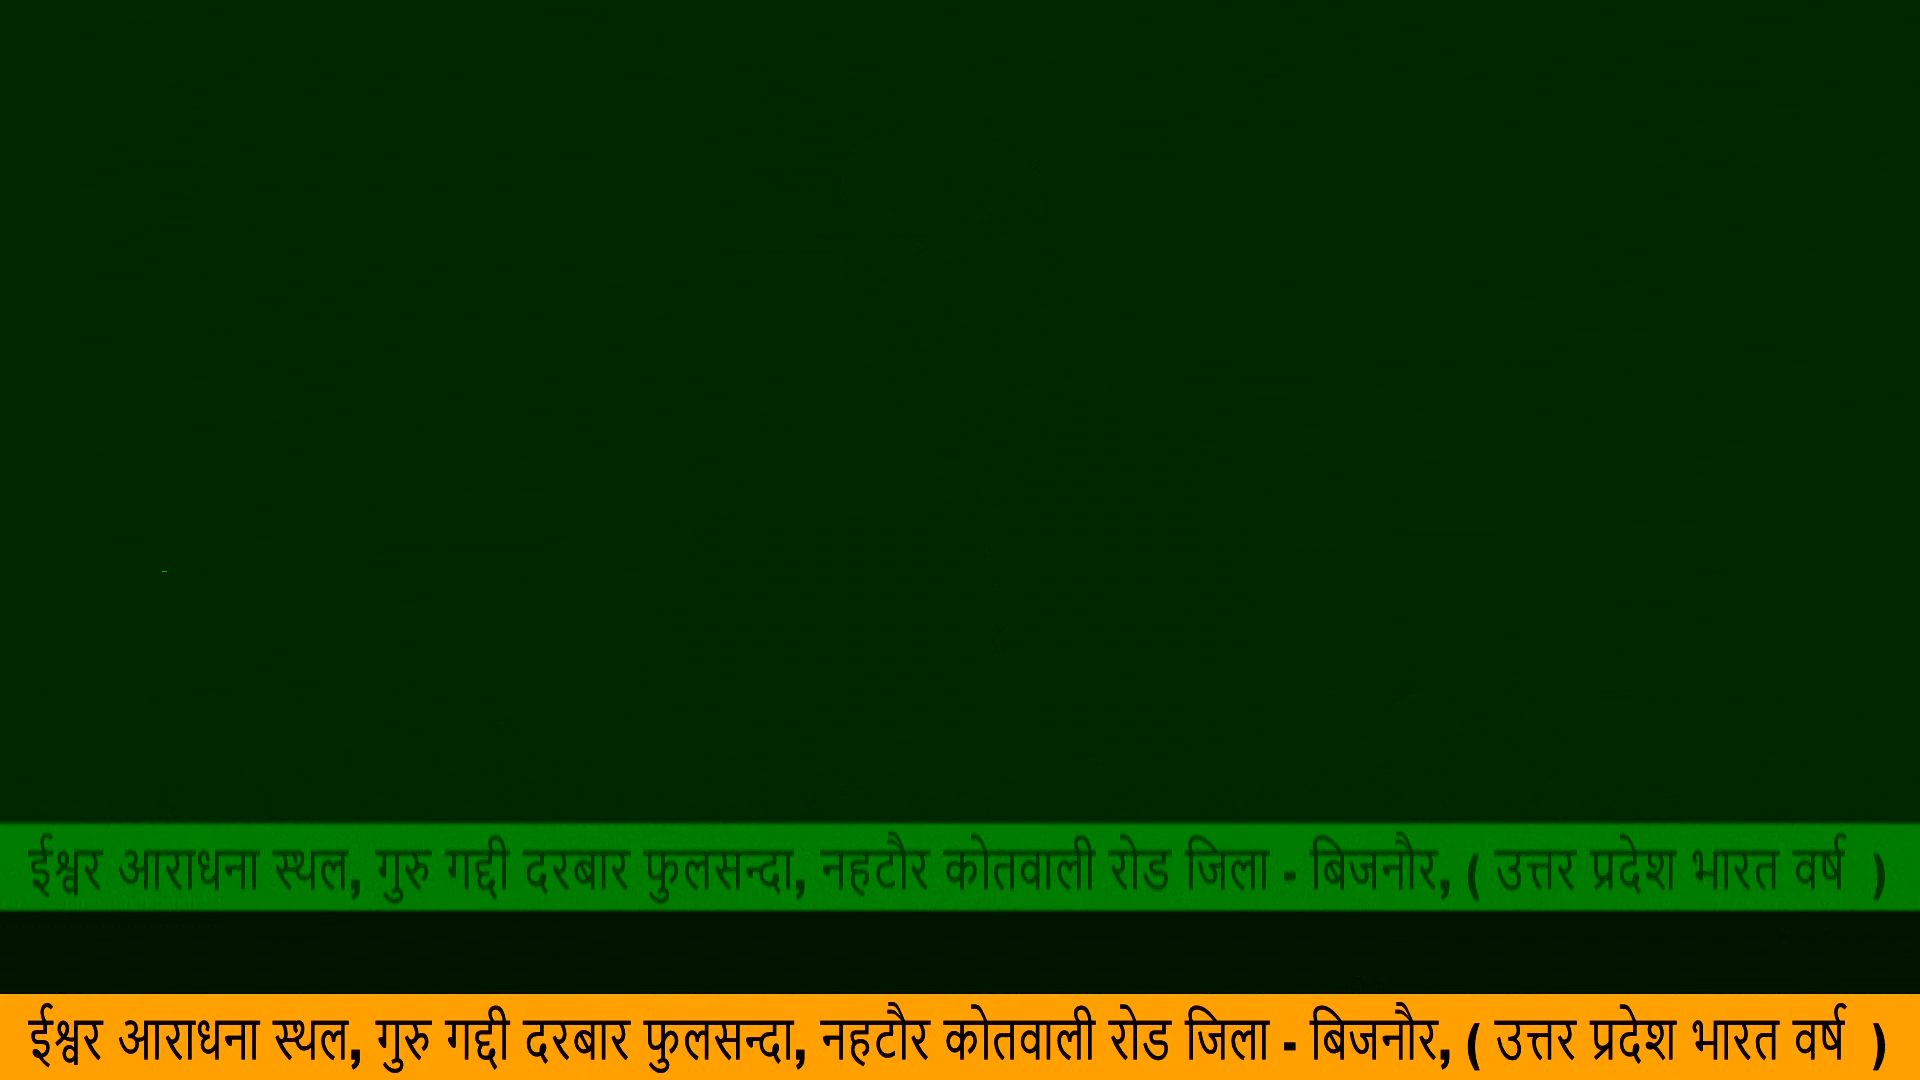 ईश्वर आराधना स्थल, गुरु गद्दी दरबार फुलसन्दा, नहटौर कोतवाली रोड जिला - बिजनौर, ( उत्तर प्रदेश भारत वर्ष )
ईश्वर आराधना स्थल, गुरु गद्दी दरबार फुलसन्दा, नहटौर कोतवाली रोड जिला - बिजनौर, ( उत्तर प्रदेश भारत वर्ष )